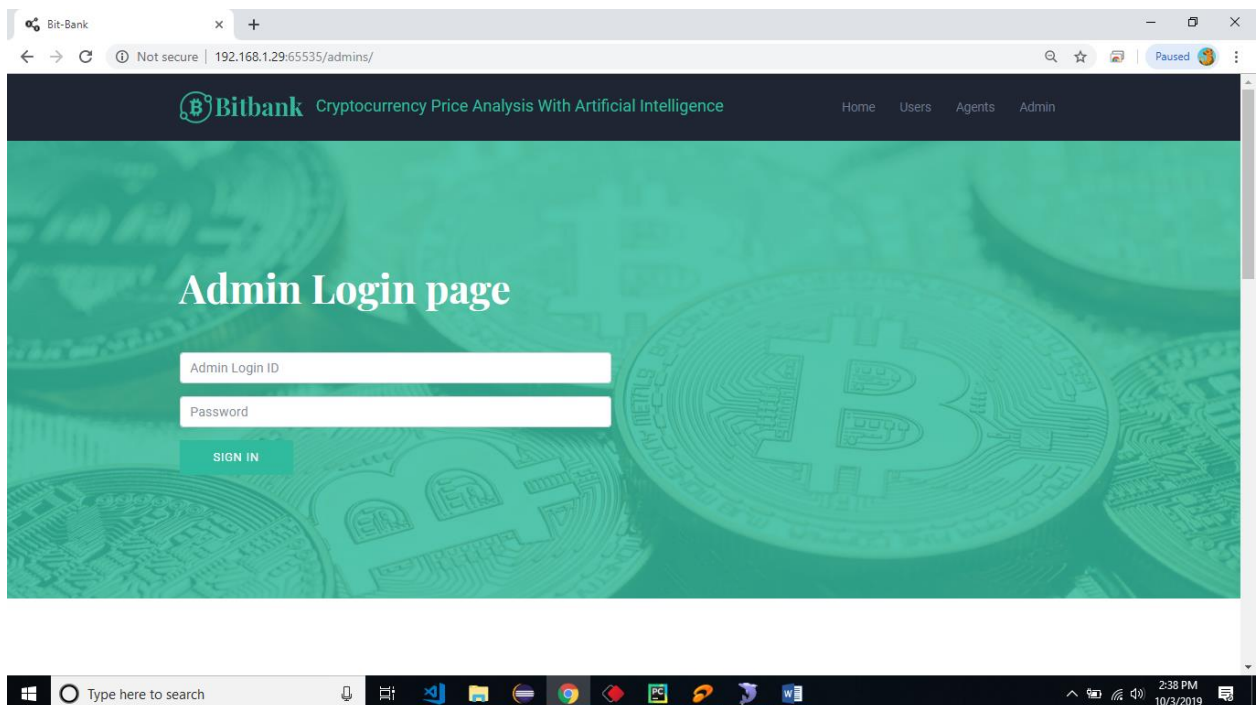 Bit-Bank
Not secure | 192.168.1.29:65535/admins/
Paused
Bitbank Cryptocurrency Price Analysis With Artificial Intelligence
Home Users Agents Admin
Admin Login page
Admin Login ID
Password
SIGN IN
Type here to search
2:38 PM
10/3/2019